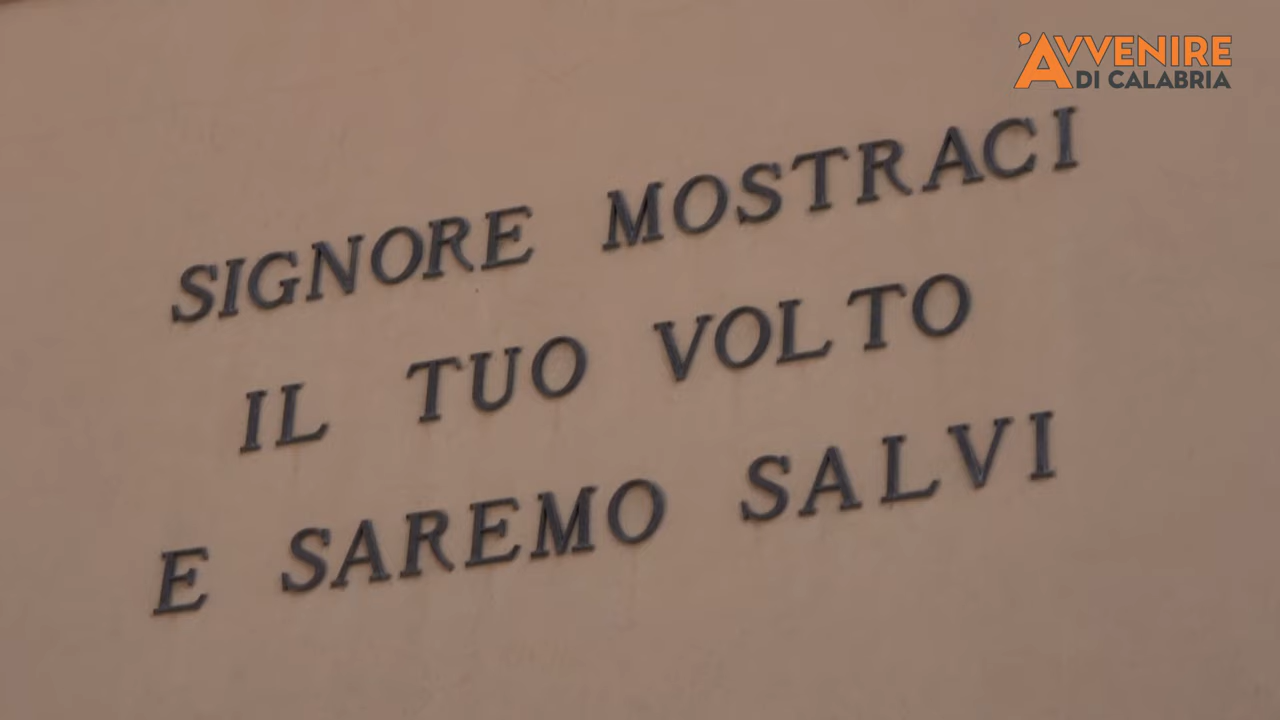 AVVENIRE
DI CALABRIA
SIGNORE MOSTRACI
IL TUO VOLTO
E SAREMO SALVI